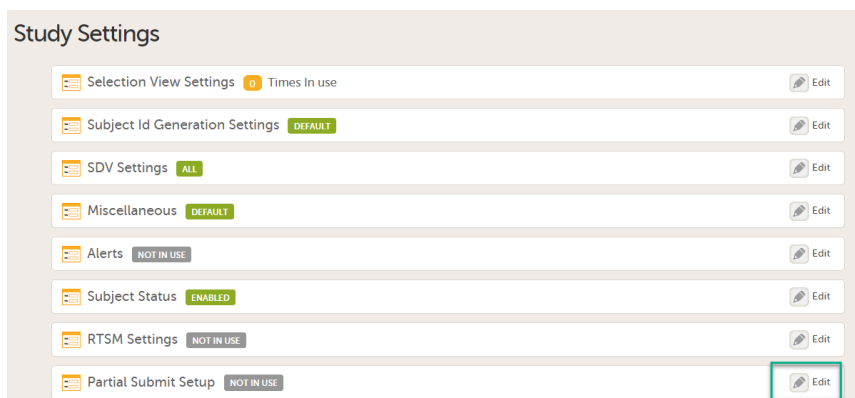 Study Settings
Selection View Settings 0 Times In use Edit
Subject Id Generation Settings DEFAULT Edit
SDV Settings ALL Edit
Miscellaneous DEFAULT Edit
Alerts NOT IN USE Edit
Subject Status ENABLED Edit
RTSM Settings NOT IN USE Edit
Partial Submit Setup NOT IN USE Edit